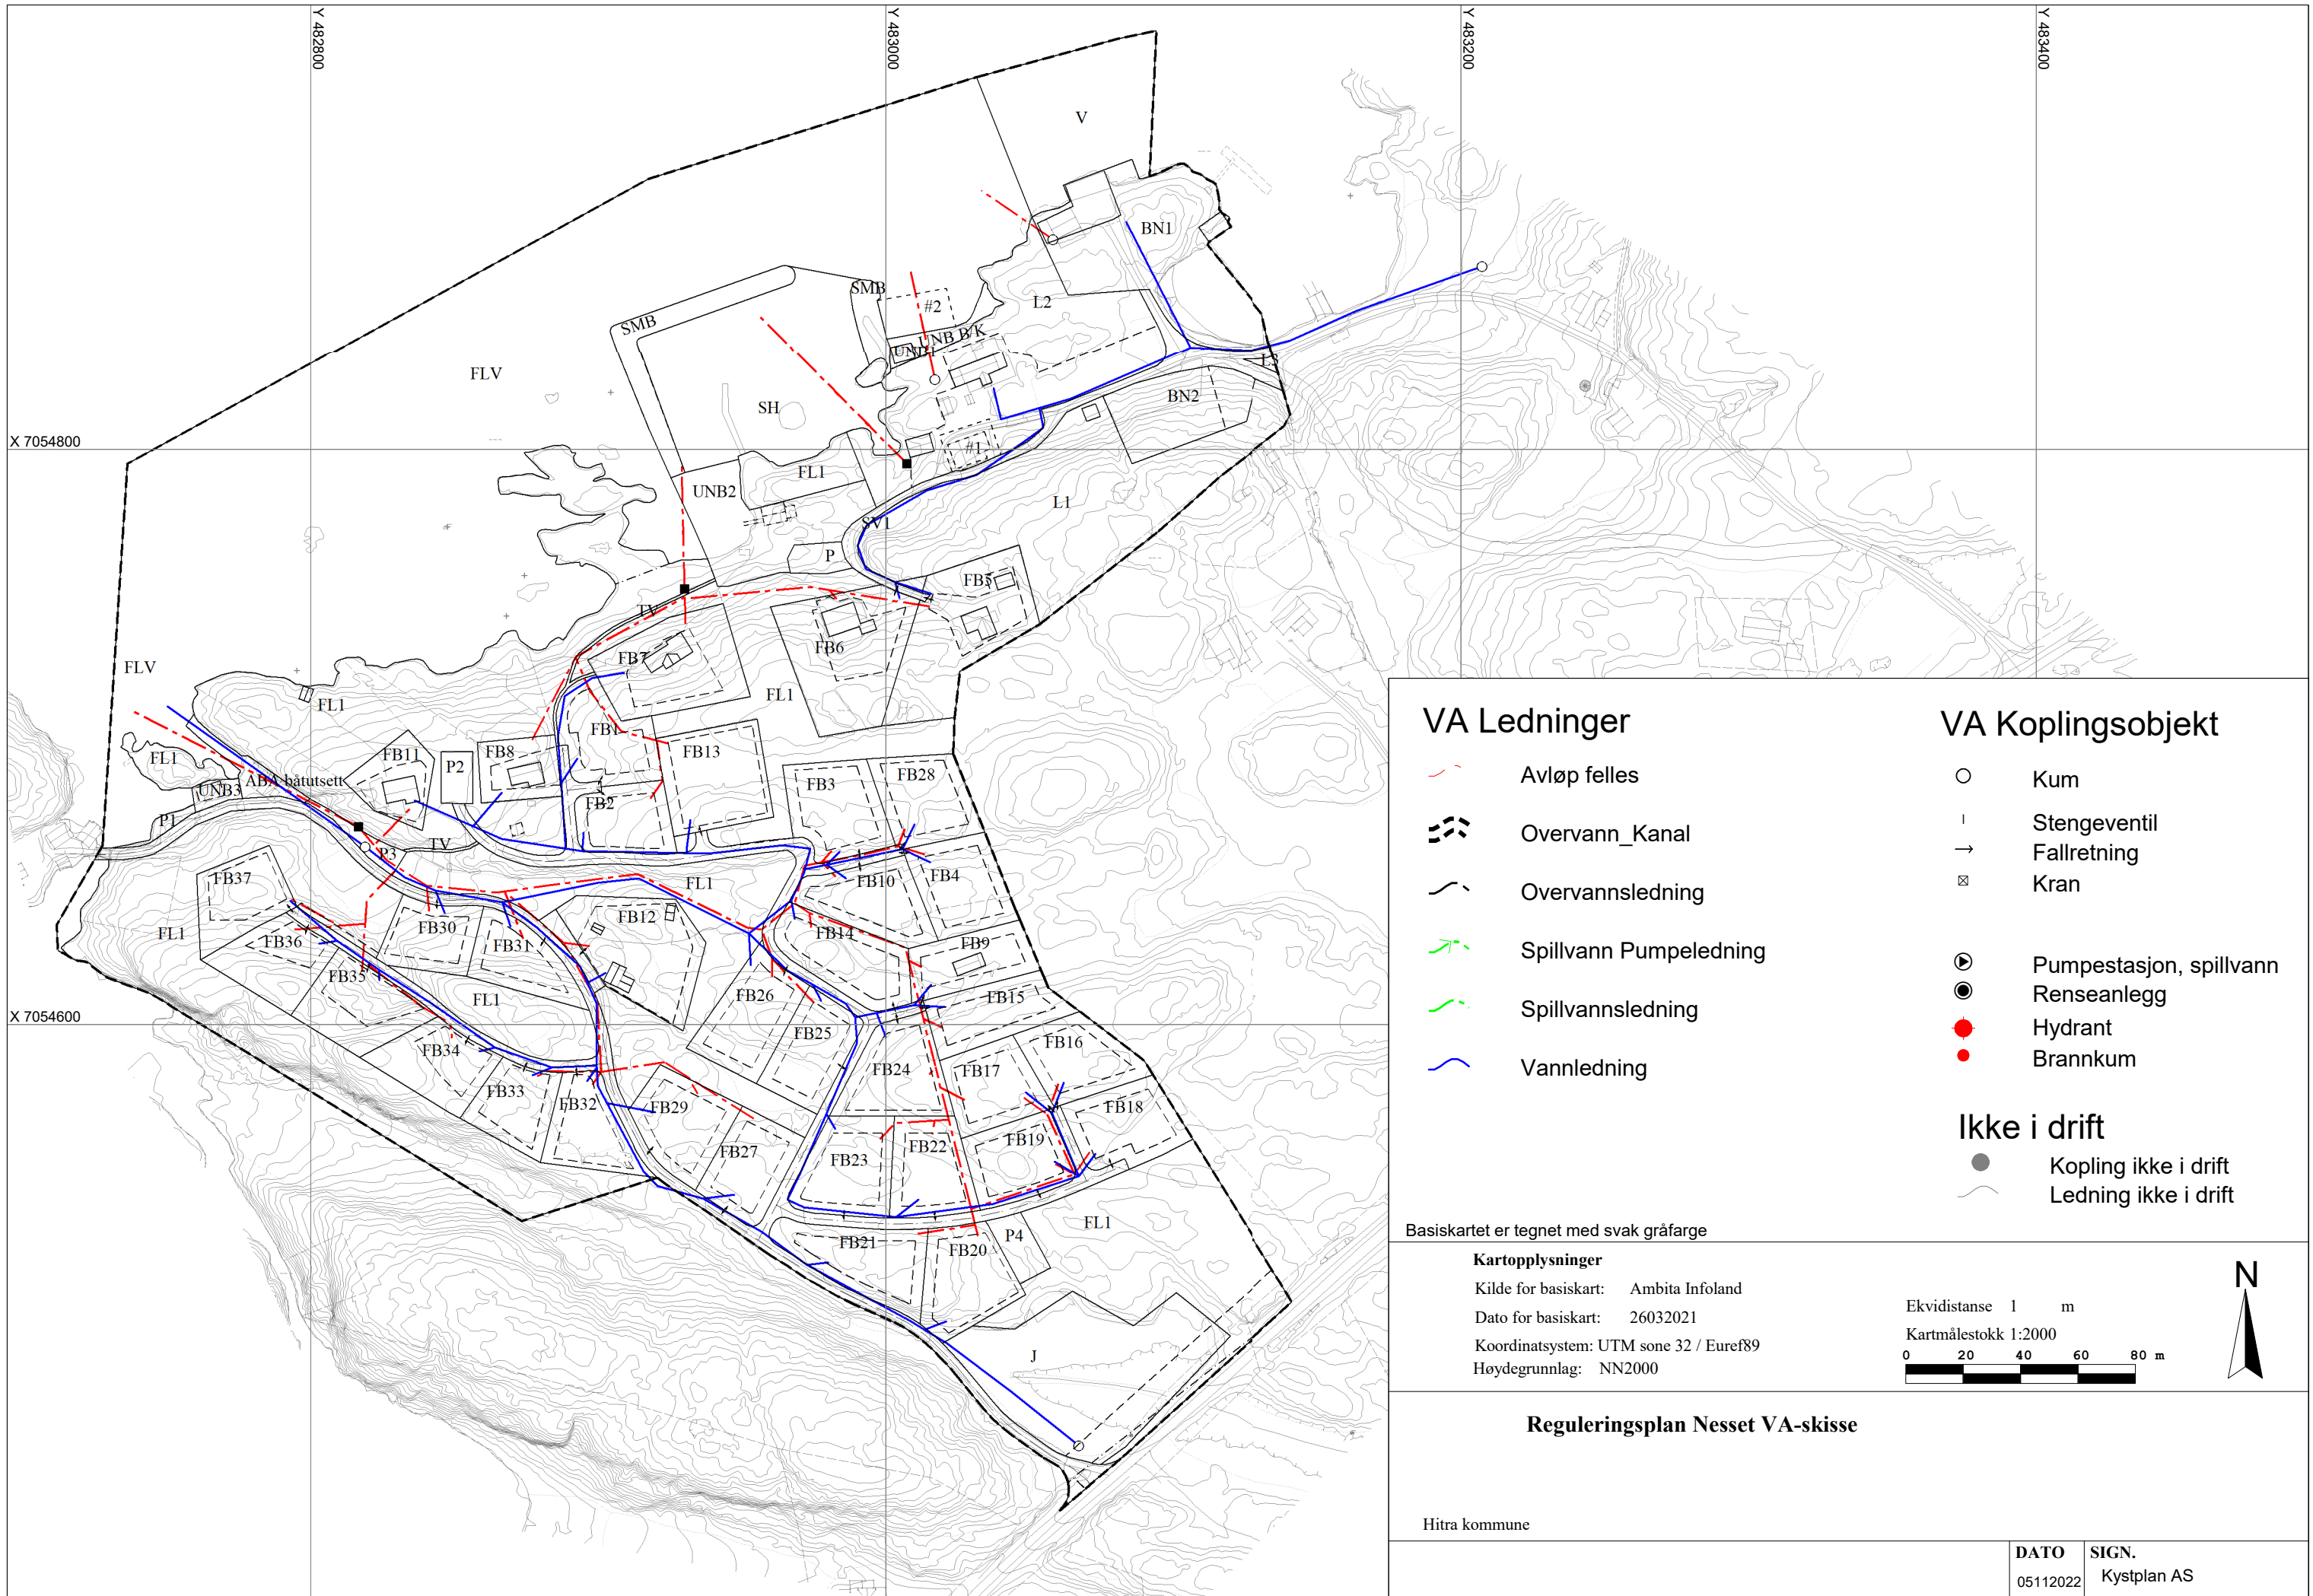 Y 482800
Y 483000
Y 483200
Y 483400
V
BN1
SMB
#2
L2
SMB
UNB B/K
UNB1
L3
FLV
BN2
SH
X 7054800
#1
FL1
UNB2
L1
SV1
P
FB5
TV
FB6
FB7
FLV
FL1
FL1
FB1
FB13
FB8
FB11
FL1
P2
ABA båtutsett
UNB3
FB28
FB3
FB2
P1
TV
P3
FB37
FL1
FB10
FB4
FB12
FB30
FB31
FL1
FB36
FB14
FB9
FB35
FL1
FB26
FB15
X 7054600
FB25
FB16
FB34
FB24
FB17
FB33
FB32
FB29
FB18
FB19
FB27
FB23
FB22
FL1
P4
FB21
FB20
J
VA Ledninger
Avløp felles
Overvann_Kanal
Overvannsledning
Spillvann Pumpeledning
Spillvannsledning
Vannledning
VA Koplingsobjekt
Kum
Stengeventil
Fallretning
Kran
Pumpestasjon, spillvann
Renseanlegg
Hydrant
Brannkum
Ikke i drift
Kopling ikke i drift
Ledning ikke i drift
Basiskartet er tegnet med svak gråfarge
Kartopplysninger
Kilde for basiskart: Ambita Infoland
Dato for basiskart: 26032021
Koordinatsystem: UTM sone 32 / Euref89
Høydegrunnlag: NN2000
Ekvidistanse 1 m
Kartmålestokk 1:2000
0 20 40 60 80 m
N
Reguleringsplan Nesset VA-skisse
Hitra kommune
DATO SIGN.
05112022 Kystplan AS